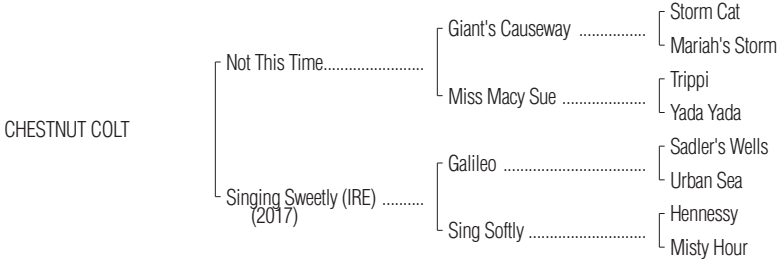 Storm Cat
Giant's Causeway ................
Mariah's Storm
Not This Time.......................
Trippi
Miss Macy Sue ....................
Yada Yada
CHESTNUT COLT
Sadler's Wells
Galileo ..................................
Urban Sea
Singing Sweetly (IRE) ..........
(2017)
Hennessy
Sing Softly ............................
Misty Hour